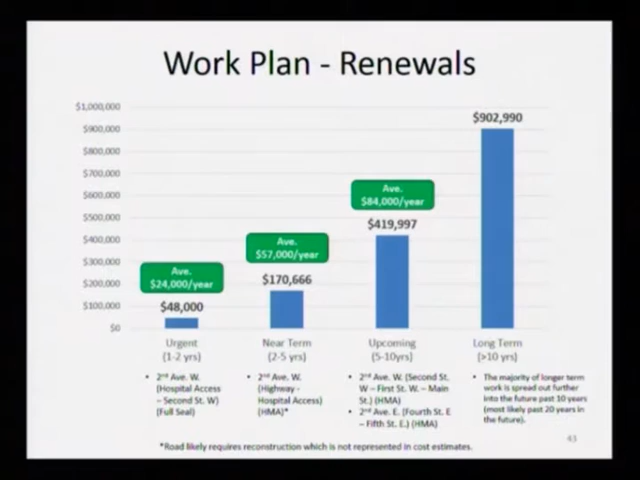 Work Plan - Renewals
$1,000,000
$900,000
$800,000
$700,000
$600,000
$500,000
$400,000
$300,000
$200,000
$100,000
$0
Ave.
$24,000/year
$48,000
Ave.
$57,000/year
$170,666
Ave.
$84,000/year
$419,997
$902,990
Urgent
(1-2 yrs)
Near Term
(2-5 yrs)
Upcoming
(5-10yrs)
Long Term
(>10 yrs)
• 2nd Ave. W.
(Hospital Access
– Second St. W)
(Full Seal)
• 2nd Ave. W.
(Highway -
Hospital Access)
(HMA)*
• 2nd Ave. W. (Second St.
W – First St. W. – Main
St.) (HMA)
• 2nd Ave. E. (Fourth St. E
– Fifth St. E.) (HMA)
• The majority of longer term
work is spread out further
into the future past 10 years
(most likely past 20 years in
the future).
*Road likely requires reconstruction which is not represented in cost estimates.
43